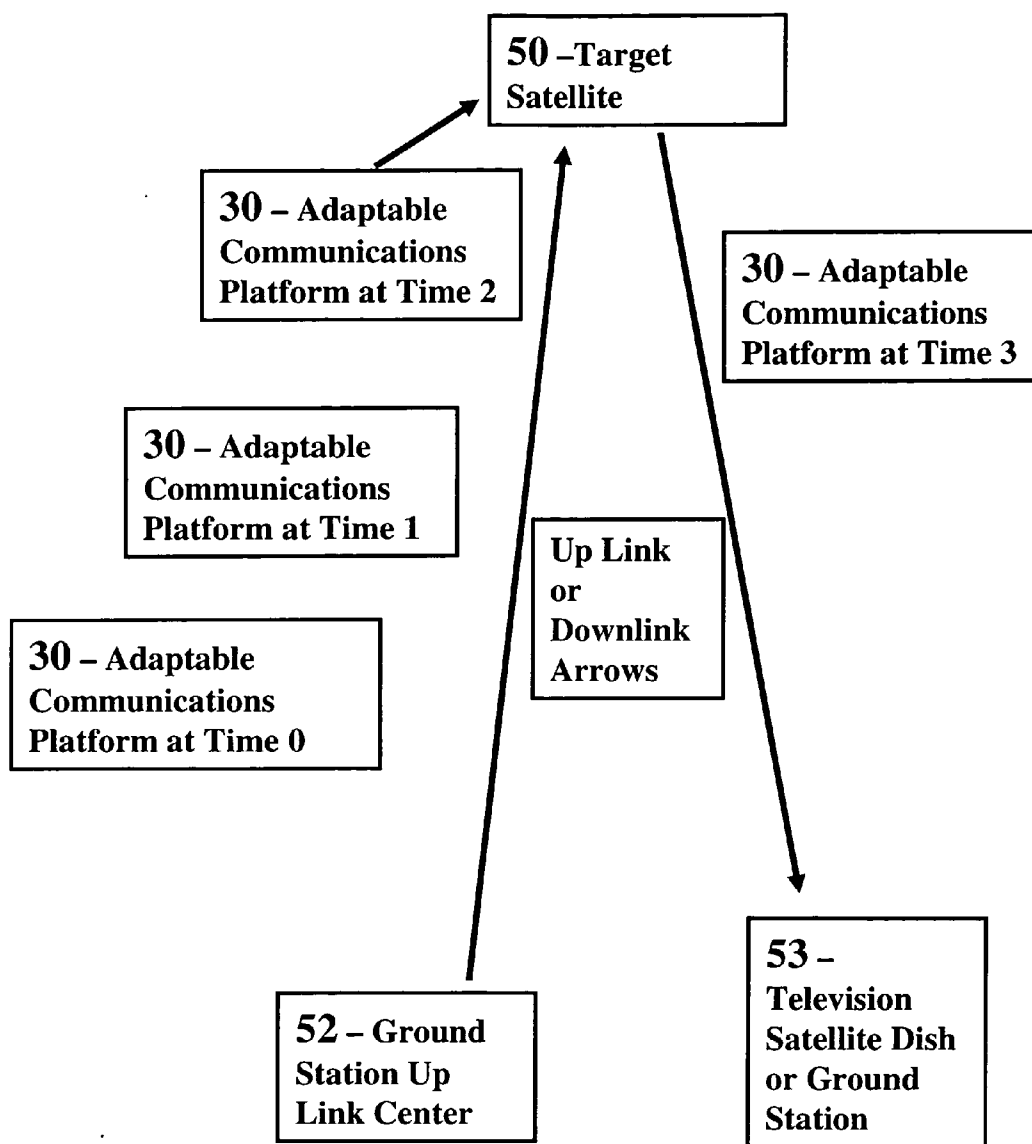 50 –Target
Satellite
30 – Adaptable
Communications
Platform at Time 2
30 – Adaptable
Communications
Platform at Time 3
30 – Adaptable
Communications
Platform at Time 1
Up Link
or
Downlink
Arrows
30 – Adaptable
Communications
Platform at Time 0
52 – Ground
Station Up
Link Center
53 –
Television
Satellite Dish
or Ground
Station